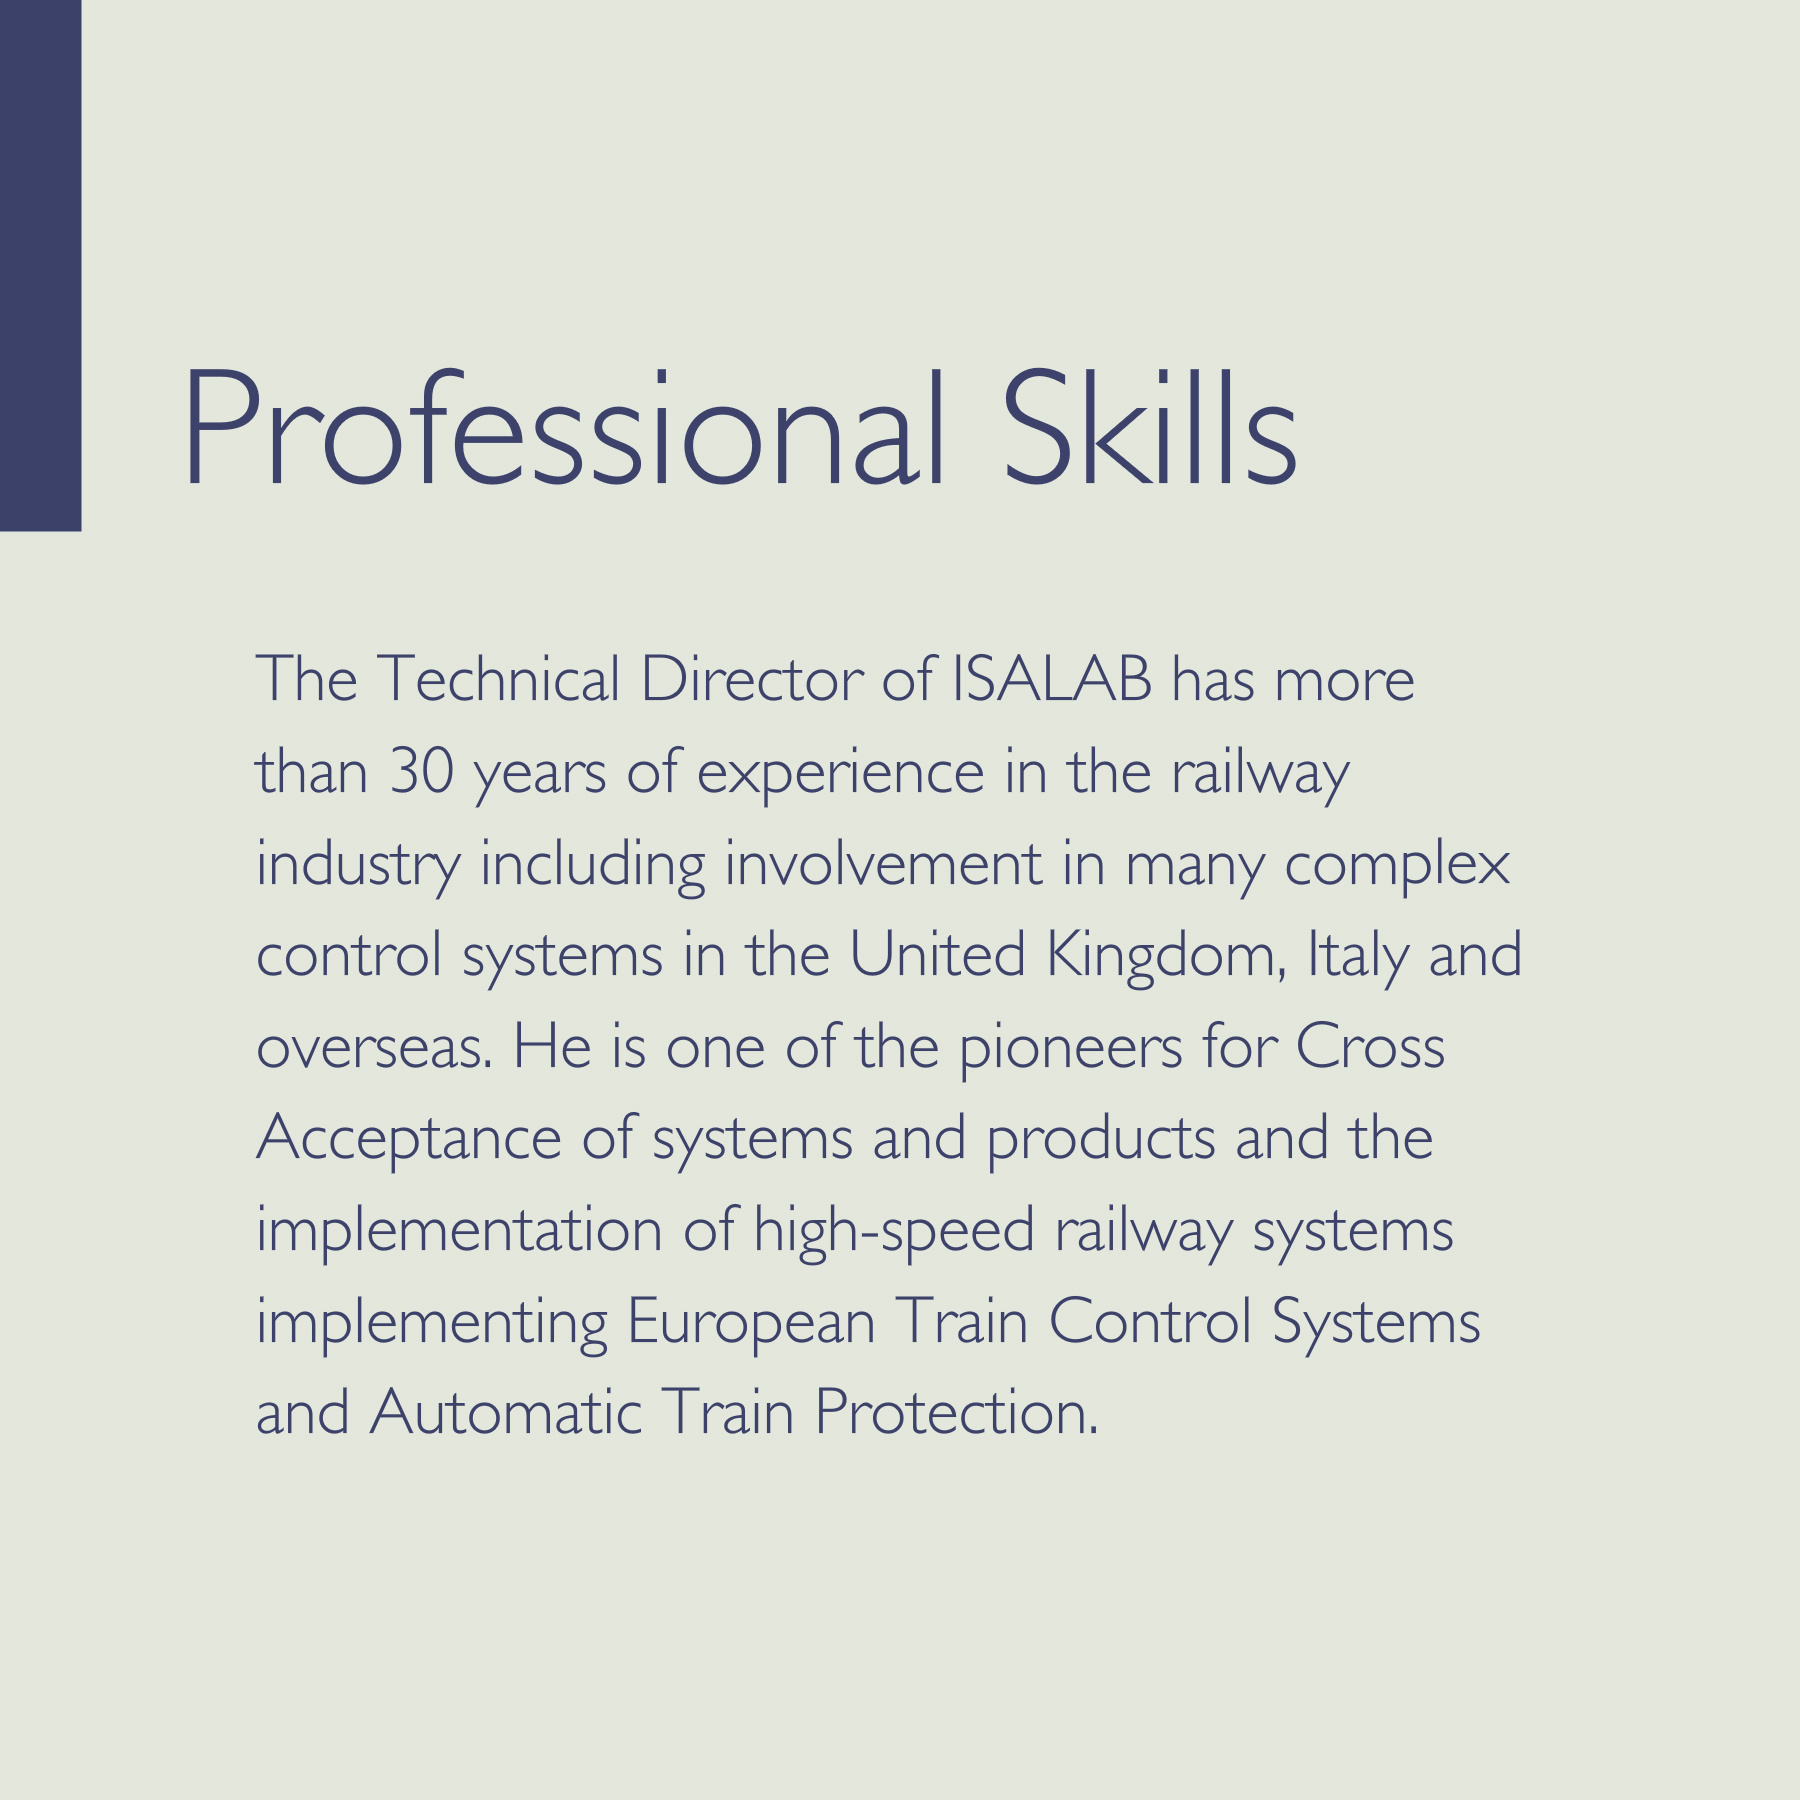 Professional Skills
The Technical Director of ISALAB has more
than 30 years of experience in the railway
industry including involvement in many complex
control systems in the United Kingdom, Italy and
overseas. He is one of the pioneers for Cross
Acceptance of systems and products and the
implementation of high-speed railway systems
implementing European Train Control Systems
and Automatic Train Protection.